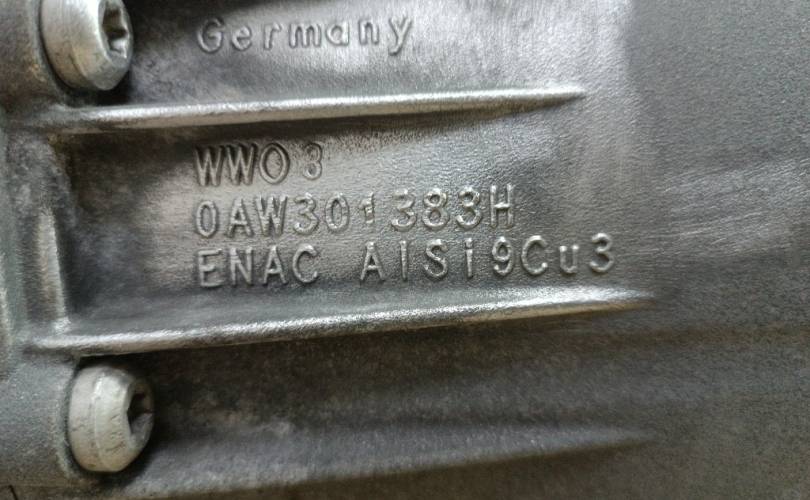 Germany
WWO 3
0AW301383H
ENAC AlSi9Cu3